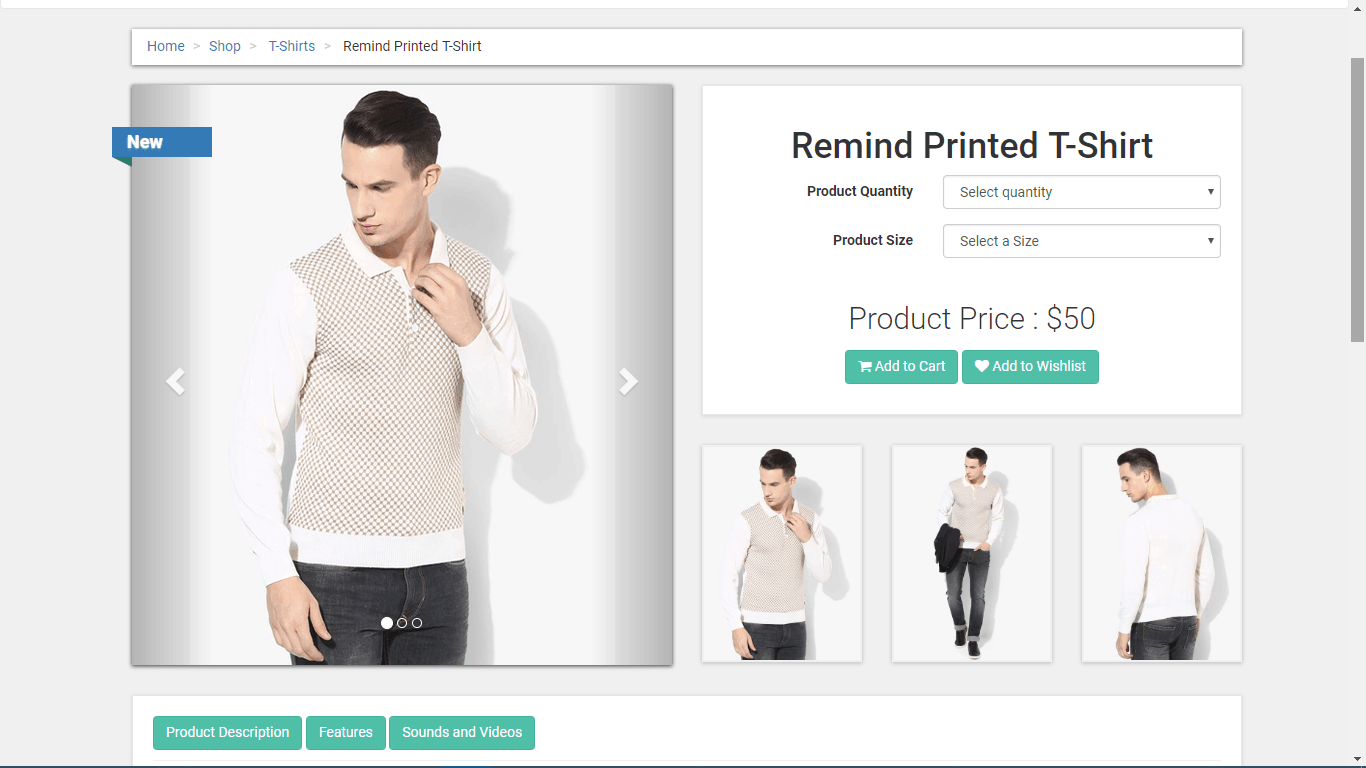 Home > Shop > T-Shirts > Remind Printed T-Shirt
New
Remind Printed T-Shirt
Product Quantity Select quantity
Product Size Select a Size
Product Price : $50
Add to Cart Add to Wishlist
Product Description Features Sounds and Videos